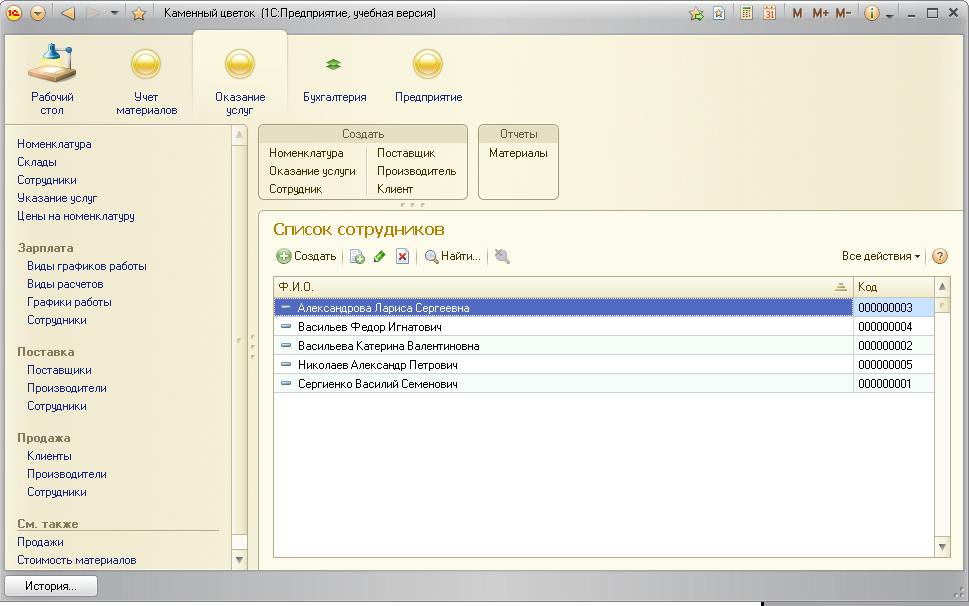 Каменный цветок (1С:Предприятие, учебная версия)
M M+ M-
Рабочий стол
Учет материалов
Оказание услуг
Бухгалтерия
Предприятие
Номенклатура
Склады
Сотрудники
Указание услуг
Цены на номенклатуру
Зарплата
Виды графиков работы
Виды расчетов
Графики работы
Сотрудники
Поставка
Поставщики
Производители
Сотрудники
Продажа
Клиенты
Производители
Сотрудники
См. также
Продажи
Стоимость материалов
Создать
Номенклатура Поставщик
Оказание услуги Производитель
Сотрудник Клиент
Отчеты
Материалы
Список сотрудников
Создать Найти... Все действия ?
Ф.И.О. Код
Александрова Лариса Сергеевна 000000003
Васильев Федор Игнатович 000000004
Васильева Катерина Валентиновна 000000002
Николаев Александр Петрович 000000005
Сергиенко Василий Семенович 000000001
История...